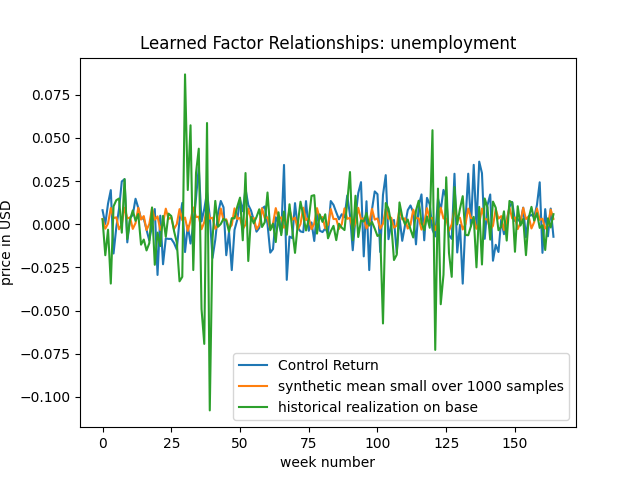 Learned Factor Relationships: unemployment
price in USD
0.075
0.050
0.025
0.000
−0.025
−0.050
−0.075
−0.100
Control Return
synthetic mean small over 1000 samples
historical realization on base
0 25 50 75 100 125 150
week number